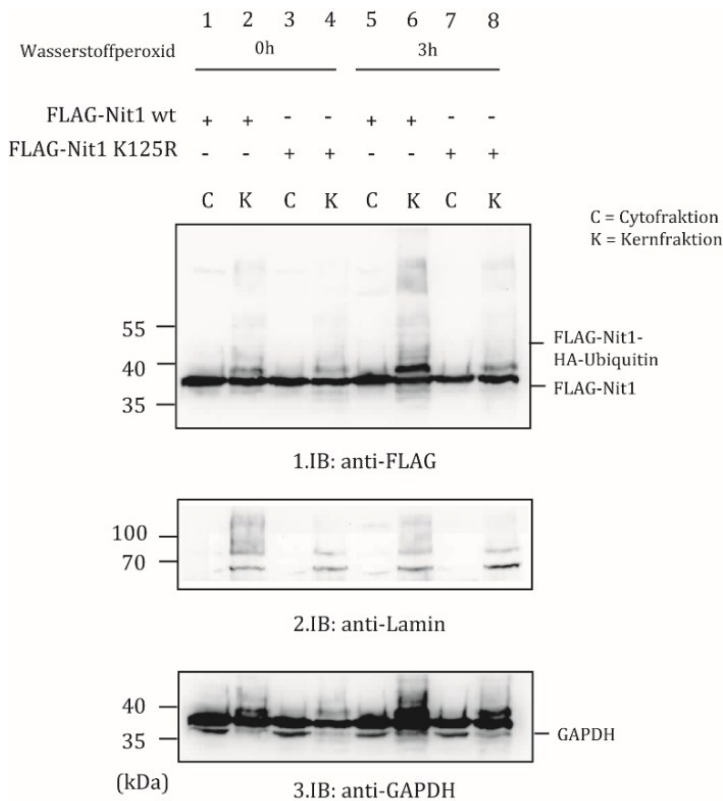 1 2 3 4 5 6 7 8
Wasserstoffperoxid 0h 3h
FLAG-Nit1 wt + + - - + + - -
FLAG-Nit1 K125R - - + + - - + +
C K C K C K C K
C = Cytofraktion
K = Kernfraktion
55
40
35
FLAG-Nit1-
HA-Ubiquitin
FLAG-Nit1
1.IB: anti-FLAG
100
70
2.IB: anti-Lamin
40
35
GAPDH
(kDa)
3.IB: anti-GAPDH